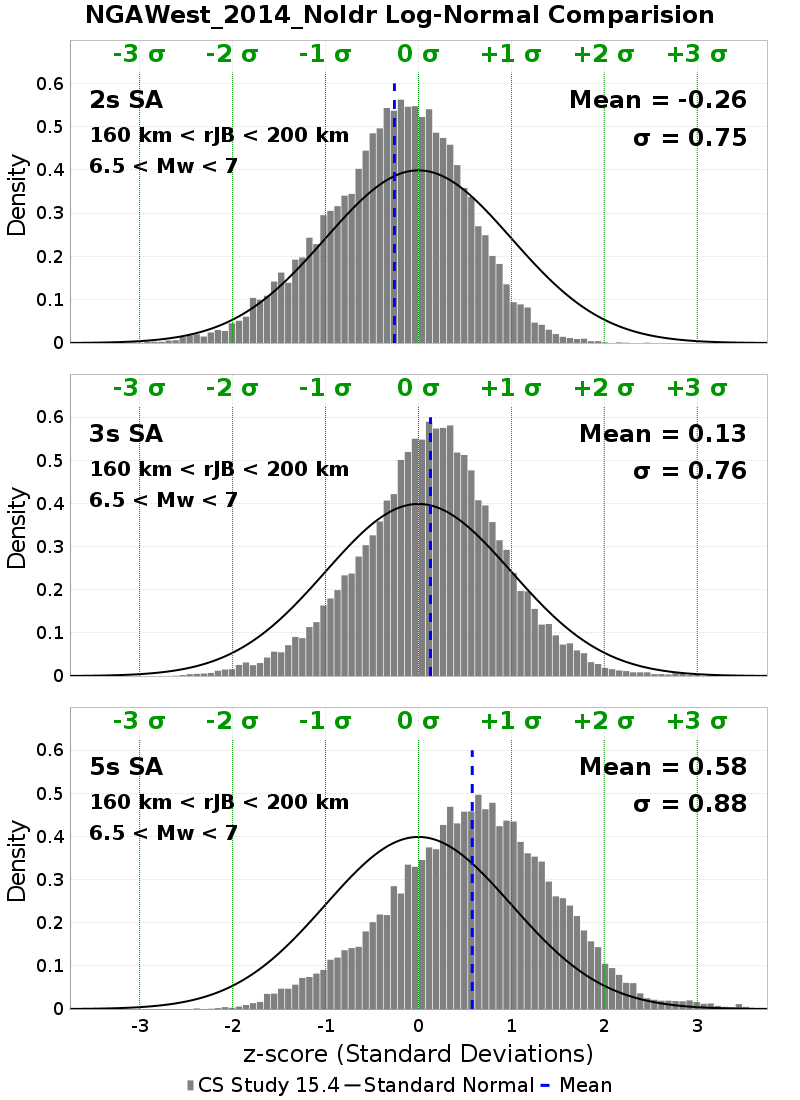 NGAWest_2014_NoIdr Log-Normal Comparision
-3 σ -2 σ -1 σ 0 σ +1 σ +2 σ +3 σ
2s SA
160 km < rJB < 200 km
6.5 < Mw < 7
Mean = -0.26
σ = 0.75
Density
0.6
0.5
0.4
0.3
0.2
0.1
0
-3 σ -2 σ -1 σ 0 σ +1 σ +2 σ +3 σ
3s SA
160 km < rJB < 200 km
6.5 < Mw < 7
Mean = 0.13
σ = 0.76
Density
0.6
0.5
0.4
0.3
0.2
0.1
0
-3 σ -2 σ -1 σ 0 σ +1 σ +2 σ +3 σ
5s SA
160 km < rJB < 200 km
6.5 < Mw < 7
Mean = 0.58
σ = 0.88
Density
0.6
0.5
0.4
0.3
0.2
0.1
0
-3 -2 -1 0 1 2 3
z-score (Standard Deviations)
CS Study 15.4 Standard Normal Mean